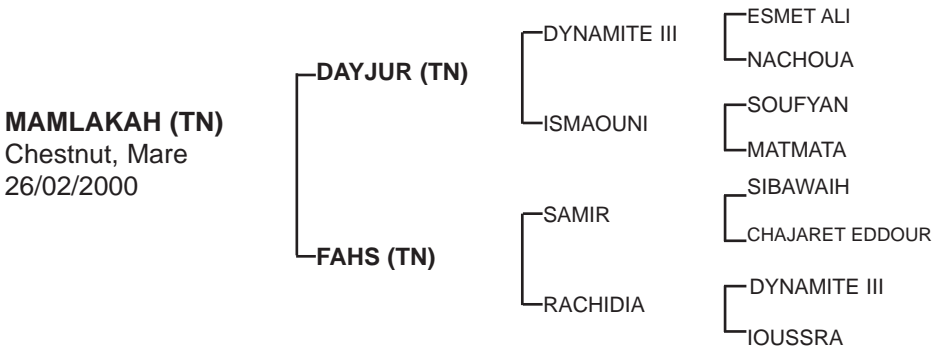 MAMLAKAH (TN)
Chestnut, Mare
26/02/2000
DAYJUR (TN)
FAHS (TN)
DYNAMITE III
ISMAOUNI
SAMIR
RACHIDIA
ESMET ALI
NACHOUA
SOUFYAN
MATMATA
SIBAWAIH
CHAJARET EDDOUR
DYNAMITE III
IOUSSRA